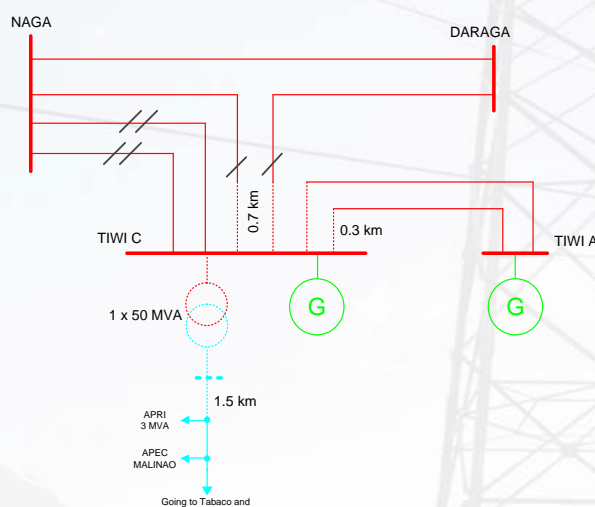 NAGA
DARAGA
0.7 km
0.3 km
TIWI C
TIWI A
G
G
1 x 50 MVA
1.5 km
APRI
3 MVA
APEC
MALINAO
Going to Tabaco and